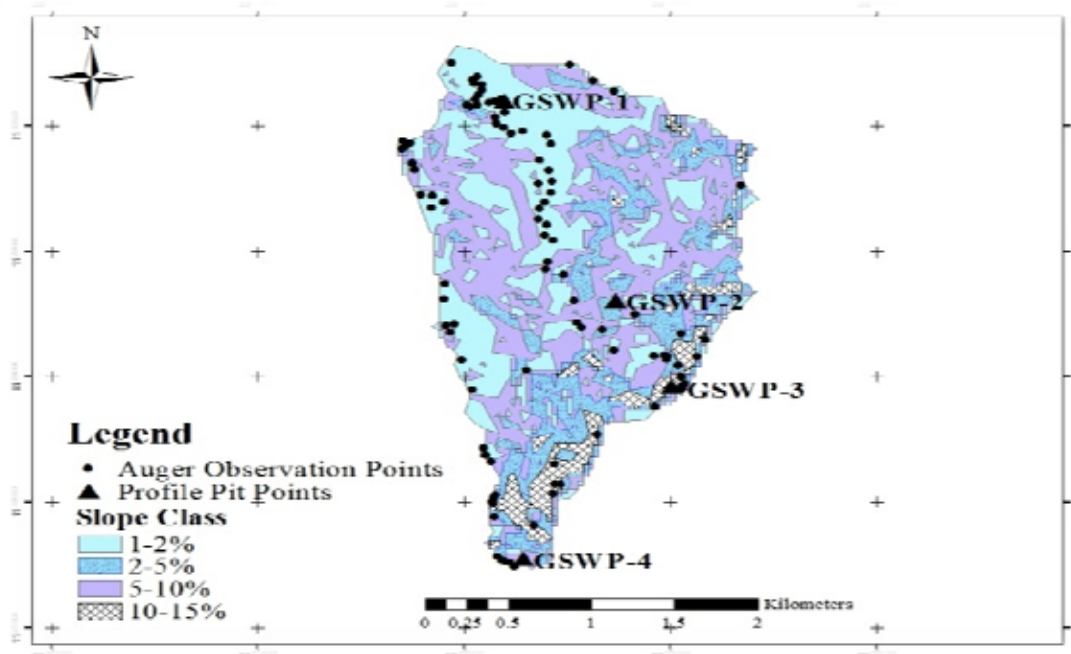 N
GSWP-1
GSWP-2
GSWP-3
Legend
Auger Observation Points
Profile Pit Points
Slope Class
1-2%
2-5%
5-10%
10-15%
GSWP-4
Kilometers
0 0.25 0.5 1 1.5 2